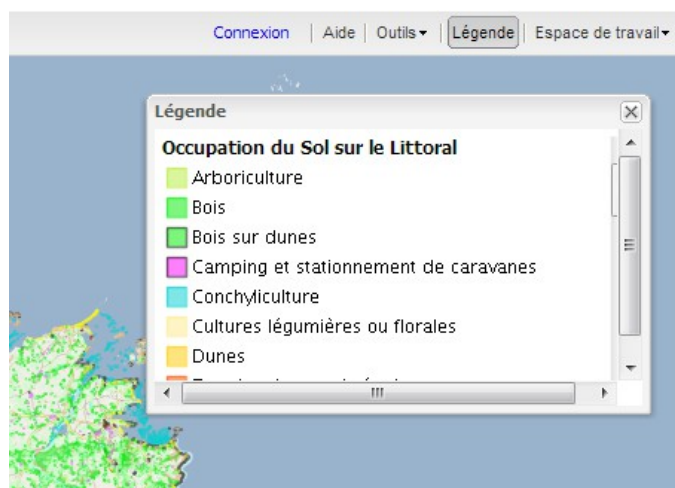 Connexion | Aide | Outils | Légende | Espace de travail
Légende
Occupation du Sol sur le Littoral
Arboriculture
Bois
Bois sur dunes
Camping et stationnement de caravanes
Conchyliculture
Cultures légumières ou florales
Dunes